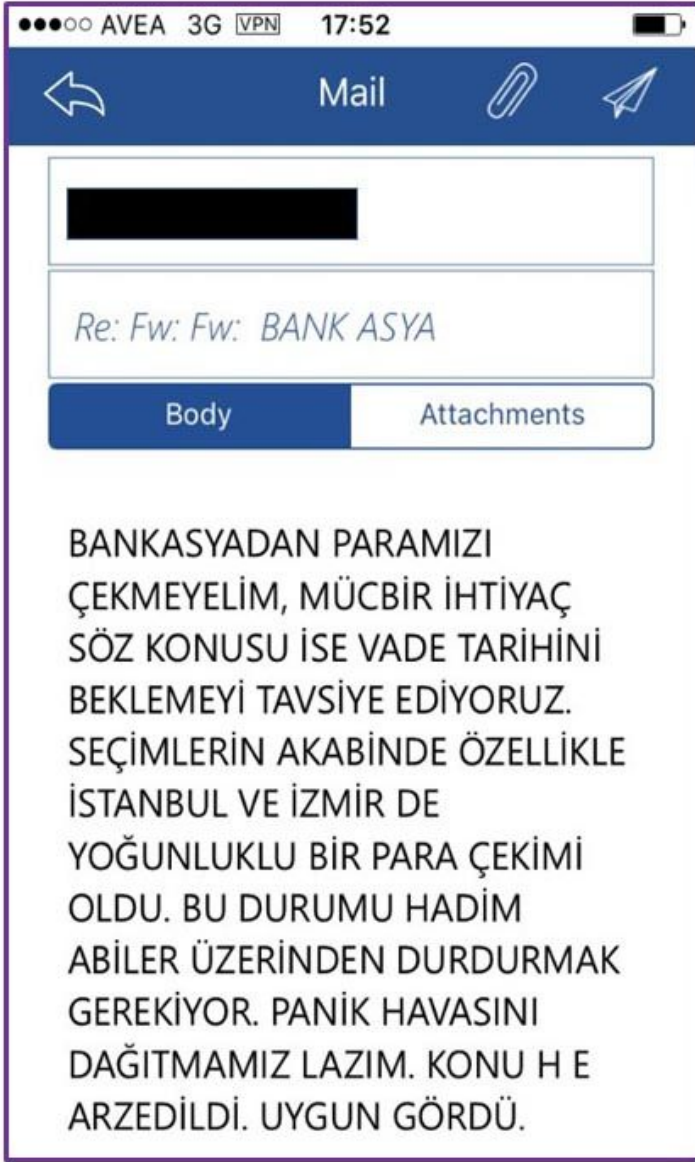 ●●●○○ AVEA 3G VPN 17:52
Mail
Re: Fw: Fw: BANK ASYA
Body Attachments
BANKASYADAN PARAMIZI
ÇEKMEYELİM, MÜCBİR İHTİYAÇ
SÖZ KONUSU İSE VADE TARİHİNİ
BEKLEMEYİ TAVSİYE EDİYORUZ.
SEÇİMLERİN AKABİNDE ÖZELLİKLE
İSTANBUL VE İZMİR DE
YOĞUNLUKLU BİR PARA ÇEKİMİ
OLDU. BU DURUMU HADİM
ABİLER ÜZERİNDEN DURDURMAK
GEREKİYOR. PANİK HAVASINI
DAĞITMAMIZ LAZIM. KONU H E
ARZEDİLDİ. UYGUN GÖRDÜ.